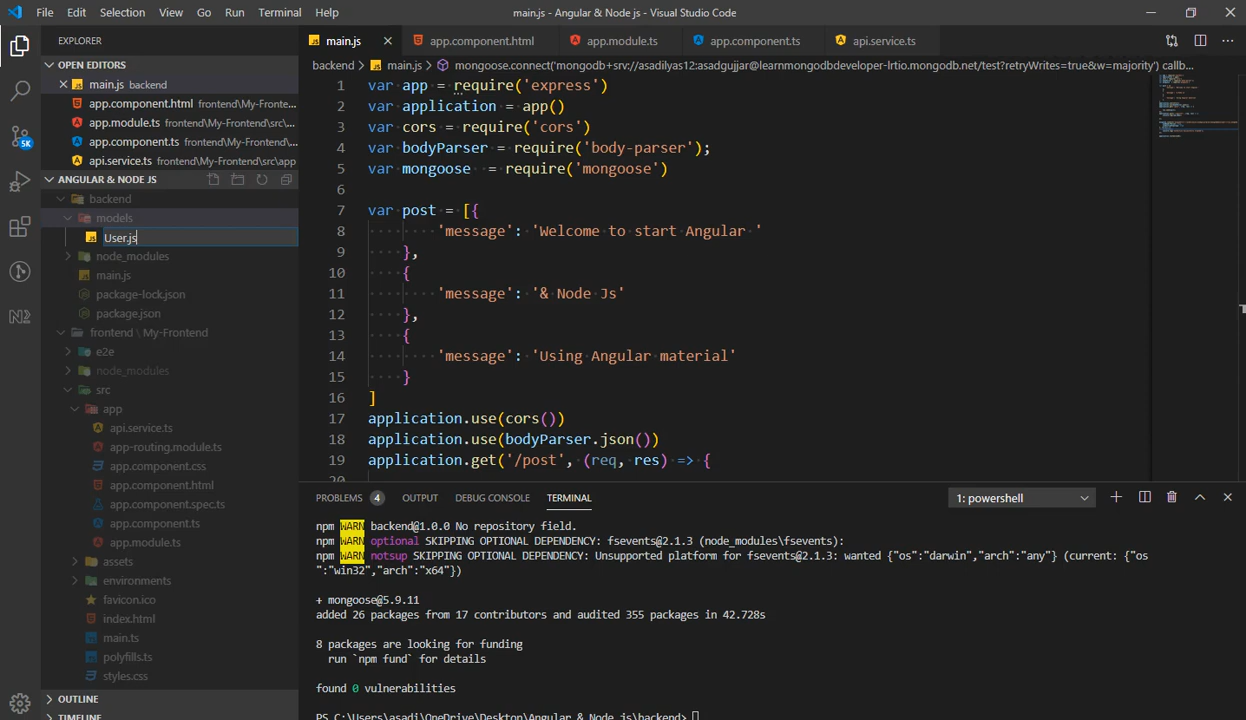 File Edit Selection View Go Run Terminal Help main.js - Angular & Node js - Visual Studio Code
EXPLORER
OPEN EDITORS
main.js backend
app.component.html frontend\My-Fronte...
app.module.ts frontend\My-Frontend\src\...
app.component.ts frontend\My-Frontend\...
api.service.ts frontend\My-Frontend\src\app
5K
ANGULAR & NODE JS
backend
models
User.js
node_modules
main.js
package-lock.json
package.json
frontend \ My-Frontend
e2e
node_modules
src
app
api.service.ts
app-routing.module.ts
app.component.css
app.component.html
app.component.spec.ts
app.component.ts
app.module.ts
assets
environments
favicon.ico
index.html
main.ts
polyfills.ts
styles.css
OUTLINE
TIMELINE
main.js app.component.html app.module.ts app.component.ts api.service.ts
backend > main.js > mongoose.connect('mongodb+srv://asadilyas12:asadgujjar@learnmongodbdeveloper-lrtio.mongodb.net/test?retryWrites=true&w=majority') callb...
1 var app = require('express')
2 var application = app()
3 var cors = require('cors')
4 var bodyParser = require('body-parser');
5 var mongoose  = require('mongoose')
6
7 var post = [{
8 'message': 'Welcome to start Angular '
9 },
10 {
11 'message': '& Node Js'
12 },
13 {
14 'message': 'Using Angular material'
15 }
16 ]
17 application.use(cors())
18 application.use(bodyParser.json())
19 application.get('/post', (req, res) => {
PROBLEMS 4 OUTPUT DEBUG CONSOLE TERMINAL 1: powershell
npm WARN backend@1.0.0 No repository field.
npm WARN optional SKIPPING OPTIONAL DEPENDENCY: fsevents@2.1.3 (node_modules\fsevents):
npm WARN notsup SKIPPING OPTIONAL DEPENDENCY: Unsupported platform for fsevents@2.1.3: wanted {"os":"darwin","arch":"any"} (current: {"os
":"win32","arch":"x64"})
+ mongoose@5.9.11
added 26 packages from 17 contributors and audited 355 packages in 42.728s
8 packages are looking for funding
run `npm fund` for details
found 0 vulnerabilities
PS C:\Users\asadi\OneDrive\Desktop\Angular & Node js\backend>